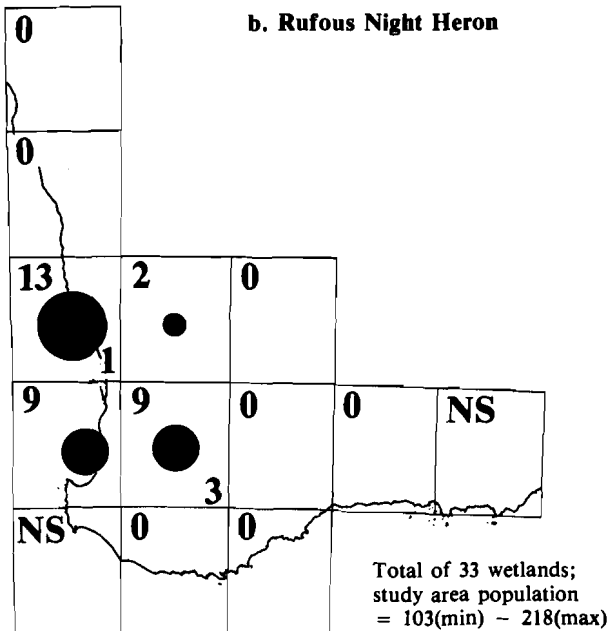 b. Rufous Night Heron
0
0
13 2 0
1
9 9 0 0 NS
3
NS 0 0
Total of 33 wetlands;
study area population
= 103(min) – 218(max)